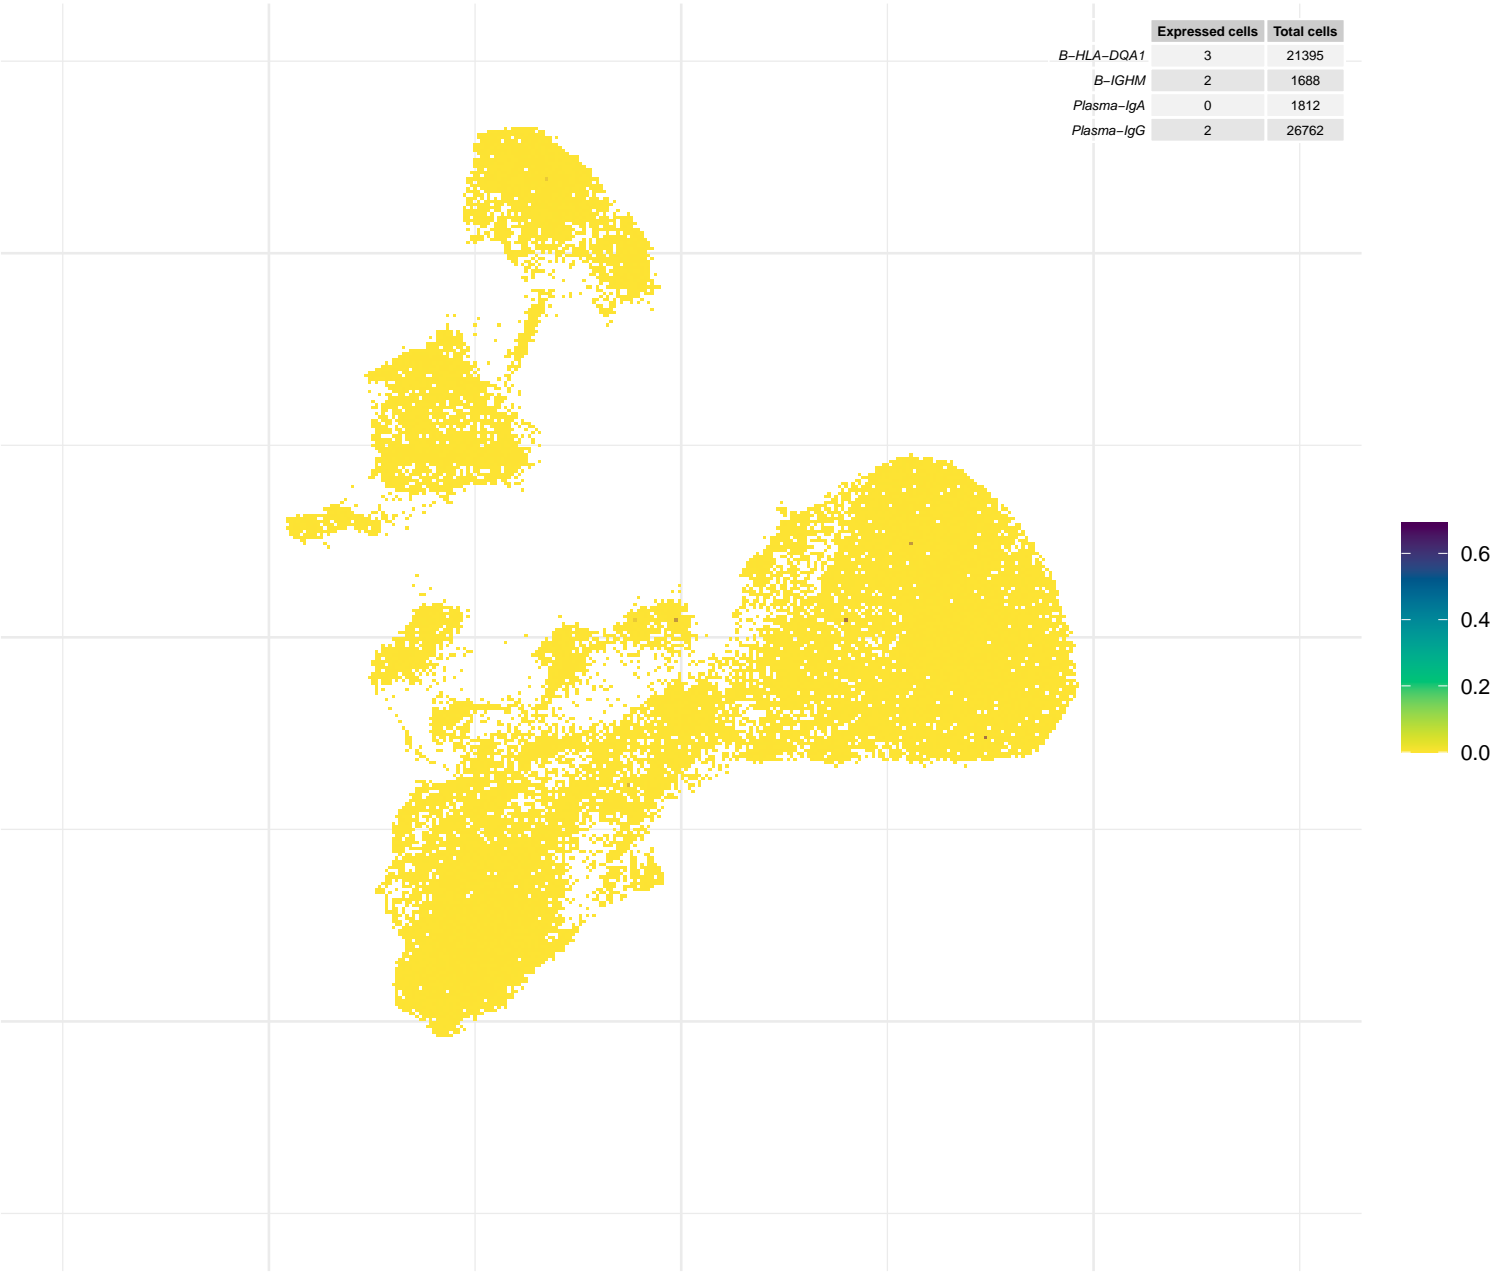 Expressed cells Total cells
B−HLA−DQA1 3 21395
B−IGHM 2 1688
Plasma−IgA 0 1812
Plasma−IgG 2 26762
0.6
0.4
0.2
0.0